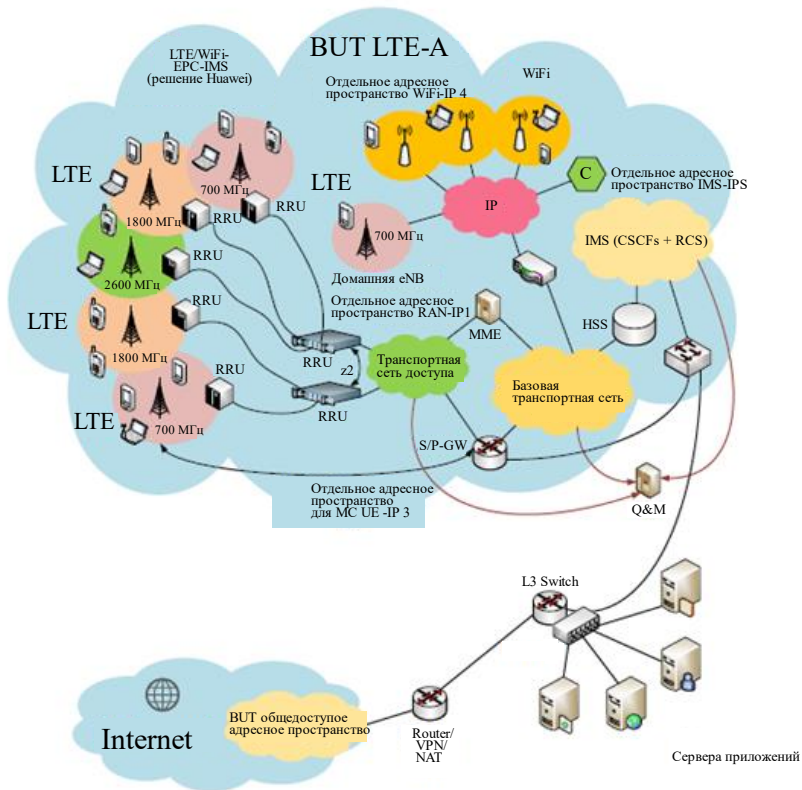 BUT LTE-A
LTE/WiFi-
EPC-IMS
(решение Huawei)
Отдельное адресное
пространство WiFi-IP 4
WiFi
LTE
700 МГц
1800 МГц
RRU
RRU
LTE
IP
C
Отдельное адресное
пространство IMS-IPS
700 МГц
Домашняя eNB
IMS (CSCFs + RCS)
RRU
2600 МГц
RRU
LTE
1800 МГц
Отдельное адресное
пространство RAN-IP1
MME
HSS
RRU
z2
Транспортная
сеть доступа
Базовая
транспортная сеть
RRU
RRU
LTE
700 МГц
S/P-GW
Отдельное адресное
пространство
для МС UE -IP 3
Q&M
L3 Switch
Internet
BUT общедоступое
адресное пространство
Router/
VPN/
NAT
Сервера приложений